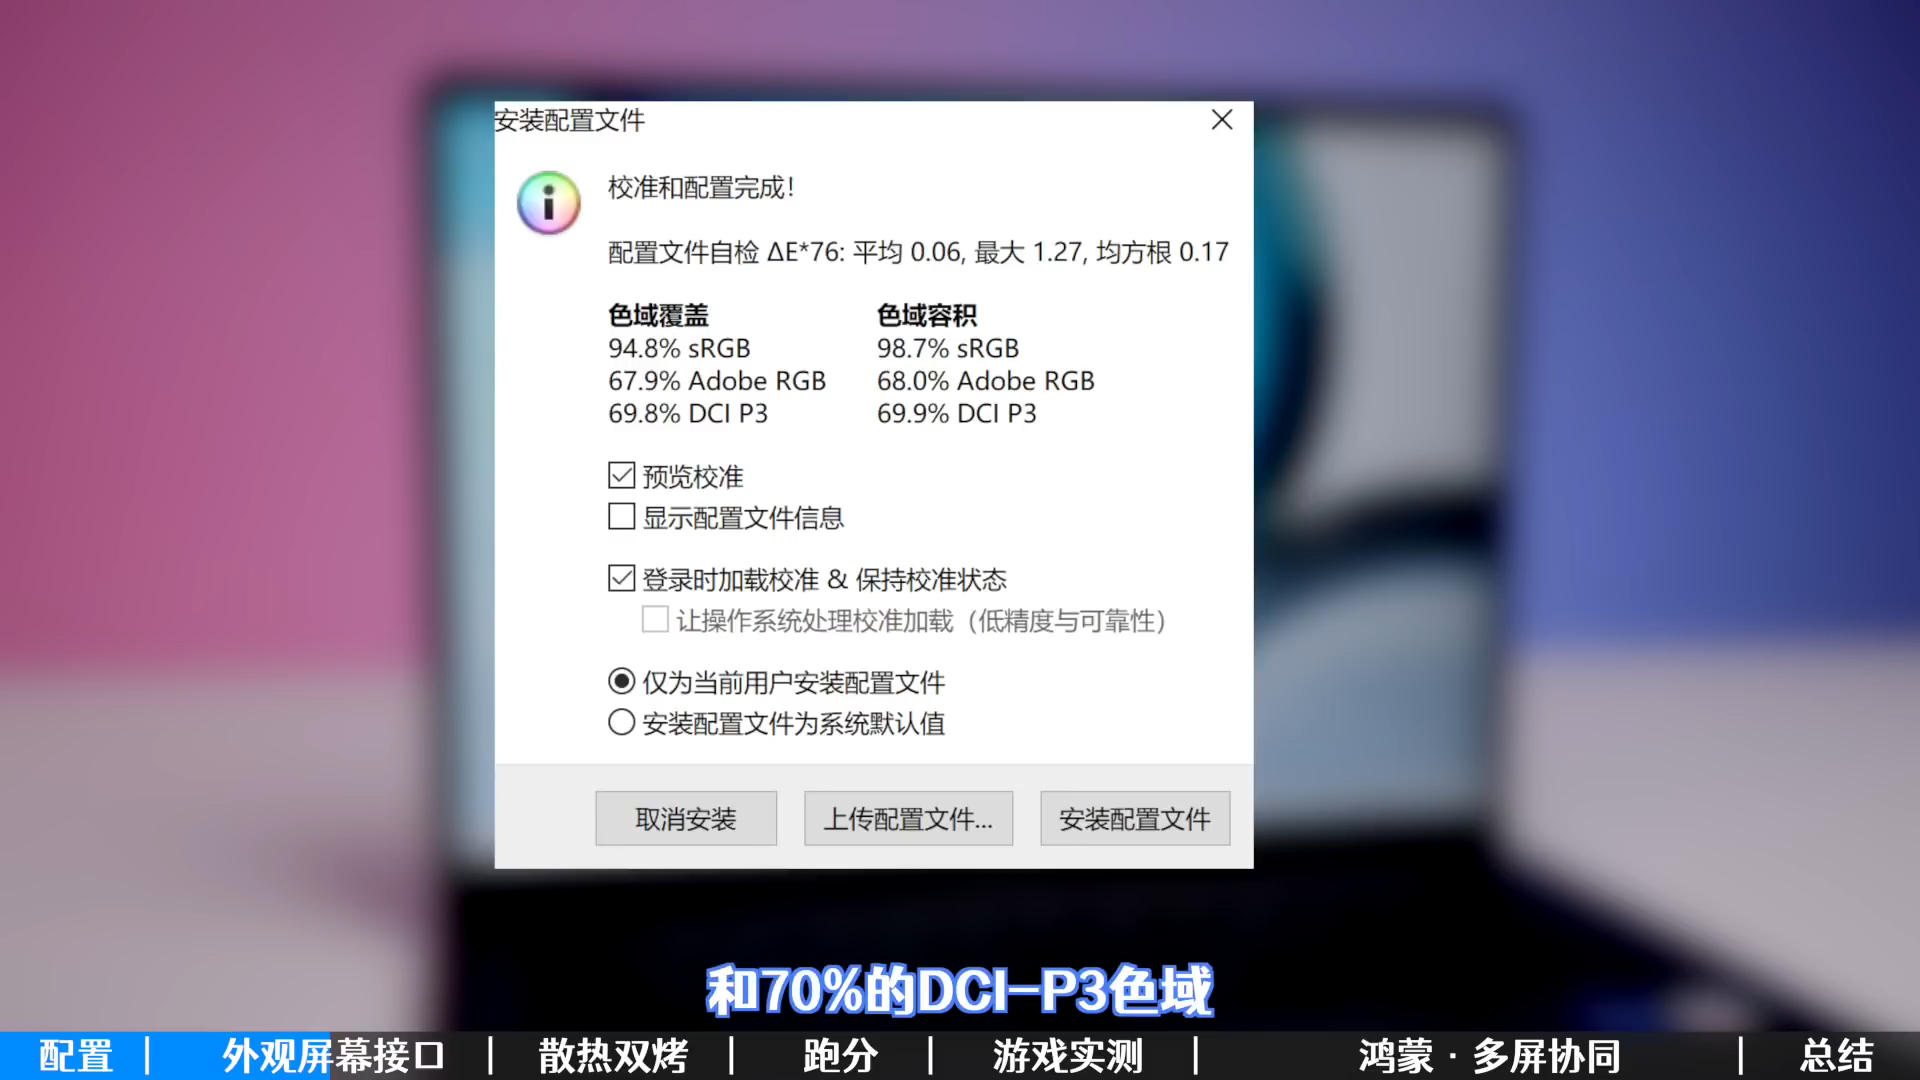 安装配置文件
校准和配置完成！
配置文件自检 ΔE*76: 平均 0.06, 最大 1.27, 均方根 0.17
色域覆盖 色域容积
94.8% sRGB 98.7% sRGB
67.9% Adobe RGB 68.0% Adobe RGB
69.8% DCI P3 69.9% DCI P3
预览校准
显示配置文件信息
登录时加载校准 & 保持校准状态
让操作系统处理校准加载（低精度与可靠性）
仅为当前用户安装配置文件
安装配置文件为系统默认值
取消安装 上传配置文件... 安装配置文件
和70%的DCI-P3色域
配置 | 外观屏幕接口 | 散热双烤 | 跑分 | 游戏实测 | 鸿蒙·多屏协同 | 总结